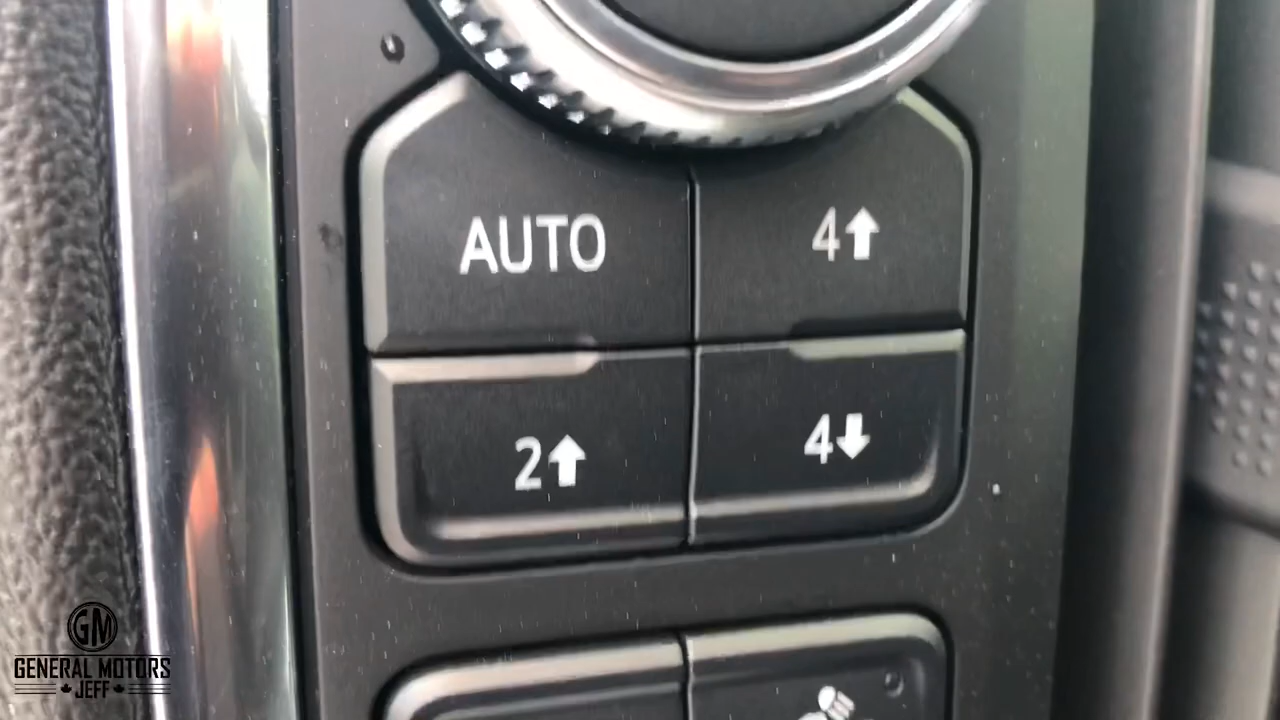 AUTO
4⬆
2⬆
4⬇
GM
GENERAL MOTORS
JEFF